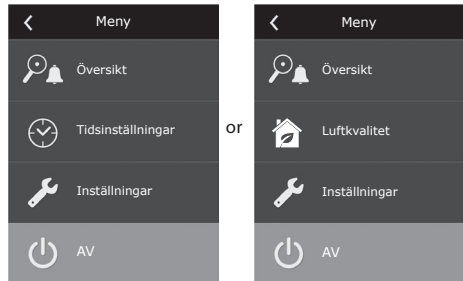 Meny
Översikt
Tidsinställningar
Inställningar
AV
or
Meny
Översikt
Luftkvalitet
Inställningar
AV